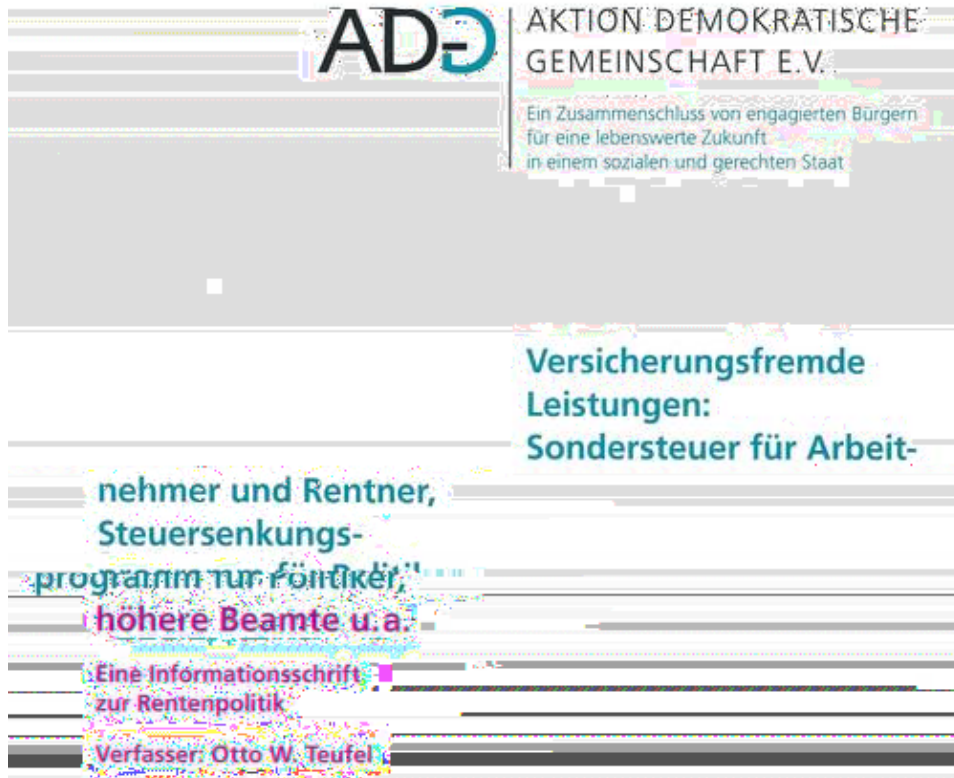 ADG
AKTION DEMOKRATISCHE
GEMEINSCHAFT E.V.
Ein Zusammenschluss von engagierten Bürgern
für eine lebenswerte Zukunft
in einem sozialen und gerechten Staat
Versicherungsfremde
Leistungen:
Sondersteuer für Arbeit-
nehmer und Rentner,
Steuersenkungs-
programm für Politiker,
höhere Beamte u.a.
Eine Informationsschrift
zur Rentenpolitik
Verfasser: Otto W. Teufel